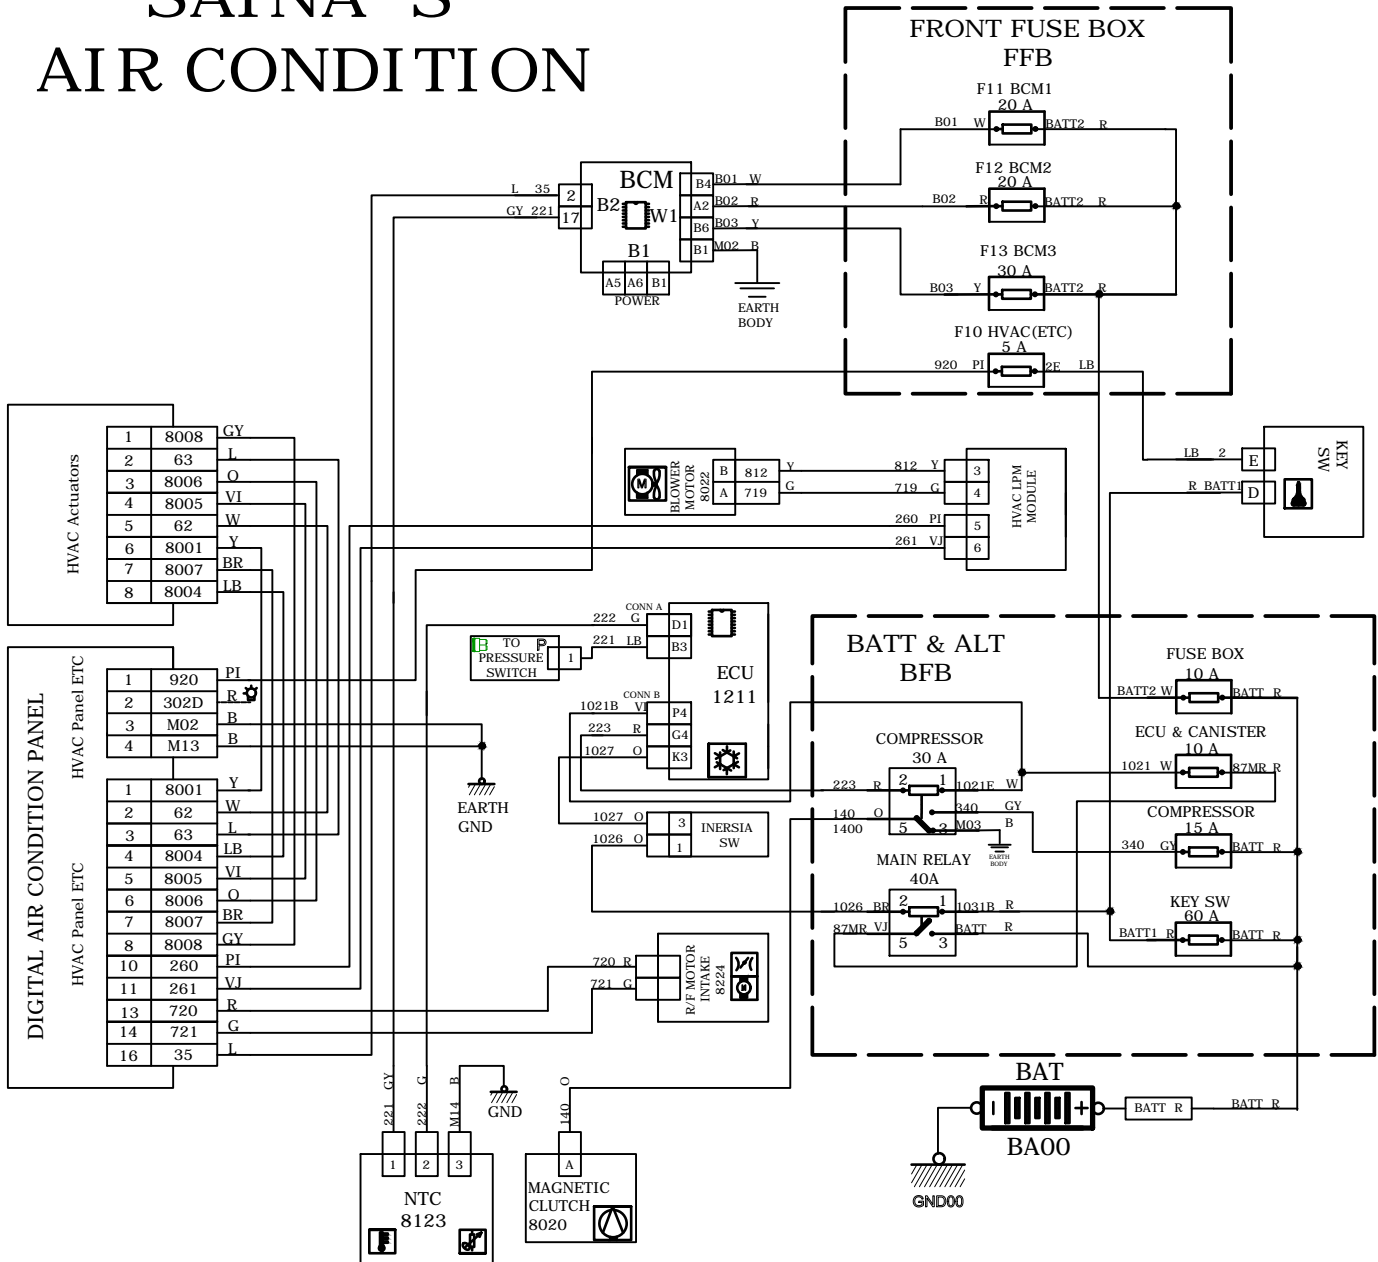 SAINA S
AIR CONDITION
FRONT FUSE BOX
FFB
F11 BCM1
20 A
B01 W BATT2 R
F12 BCM2
20 A
B02 R BATT2 R
F13 BCM3
30 A
B03 Y BATT2 R
F10 HVAC(ETC)
5 A
920 PI 2E LB
BCM
B2 W1
B1
L 35 2
GY 221 17
B4 B01 W
A2 B02 R
B6 B03 Y
B1 M02 B
A5 A6 B1
POWER
EARTH
BODY
HVAC Actuators
1 8008 GY
2 63 L
3 8006 O
4 8005 VI
5 62 W
6 8001 Y
7 8007 BR
8 8004 LB
BLOWER
MOTOR
8022
M
B 812 Y
A 719 G
812 Y 3
719 G 4
260 PI 5
261 VJ 6
HVAC LPM
MODULE
KEY
SW
LB 2 E
R BATT1 D
DIGITAL AIR CONDITION PANEL
HVAC Panel ETC
1 920 PI
2 302D R
3 M02 B
4 M13 B
EARTH
GND
HVAC Panel ETC
1 8001 Y
2 62 W
3 63 L
4 8004 LB
5 8005 VI
6 8006 O
7 8007 BR
8 8008 GY
10 260 PI
11 261 VJ
13 720 R
14 721 G
16 35 L
B TO P
PRESSURE
SWITCH
1
CONN A
222 G D1
221 LB B3
ECU
1211
CONN B
1021B VI P4
223 R G4
1027 O K3
1027 O 3
1026 O 1
INERSIA
SW
720 R
721 G
R/F MOTOR
INTAKE
8224
M
BATT & ALT
BFB
COMPRESSOR
30 A
223 R 2 1 1021E W
140 O 340 GY
1400 5 3 M03 B
EARTH
BODY
MAIN RELAY
40A
1026 BR 2 1 1031B R
87MR VJ 5 3 BATT R
FUSE BOX
10 A
BATT2 W BATT R
ECU & CANISTER
10 A
1021 W 87MR R
COMPRESSOR
15 A
340 GY BATT R
KEY SW
60 A
BATT1 R BATT R
BAT
- +
BATT R BATT R
BA00
GND00
221 GY
222 G
M14 B
GND
1 2 3
NTC
8123
140 O
A
MAGNETIC
CLUTCH
8020